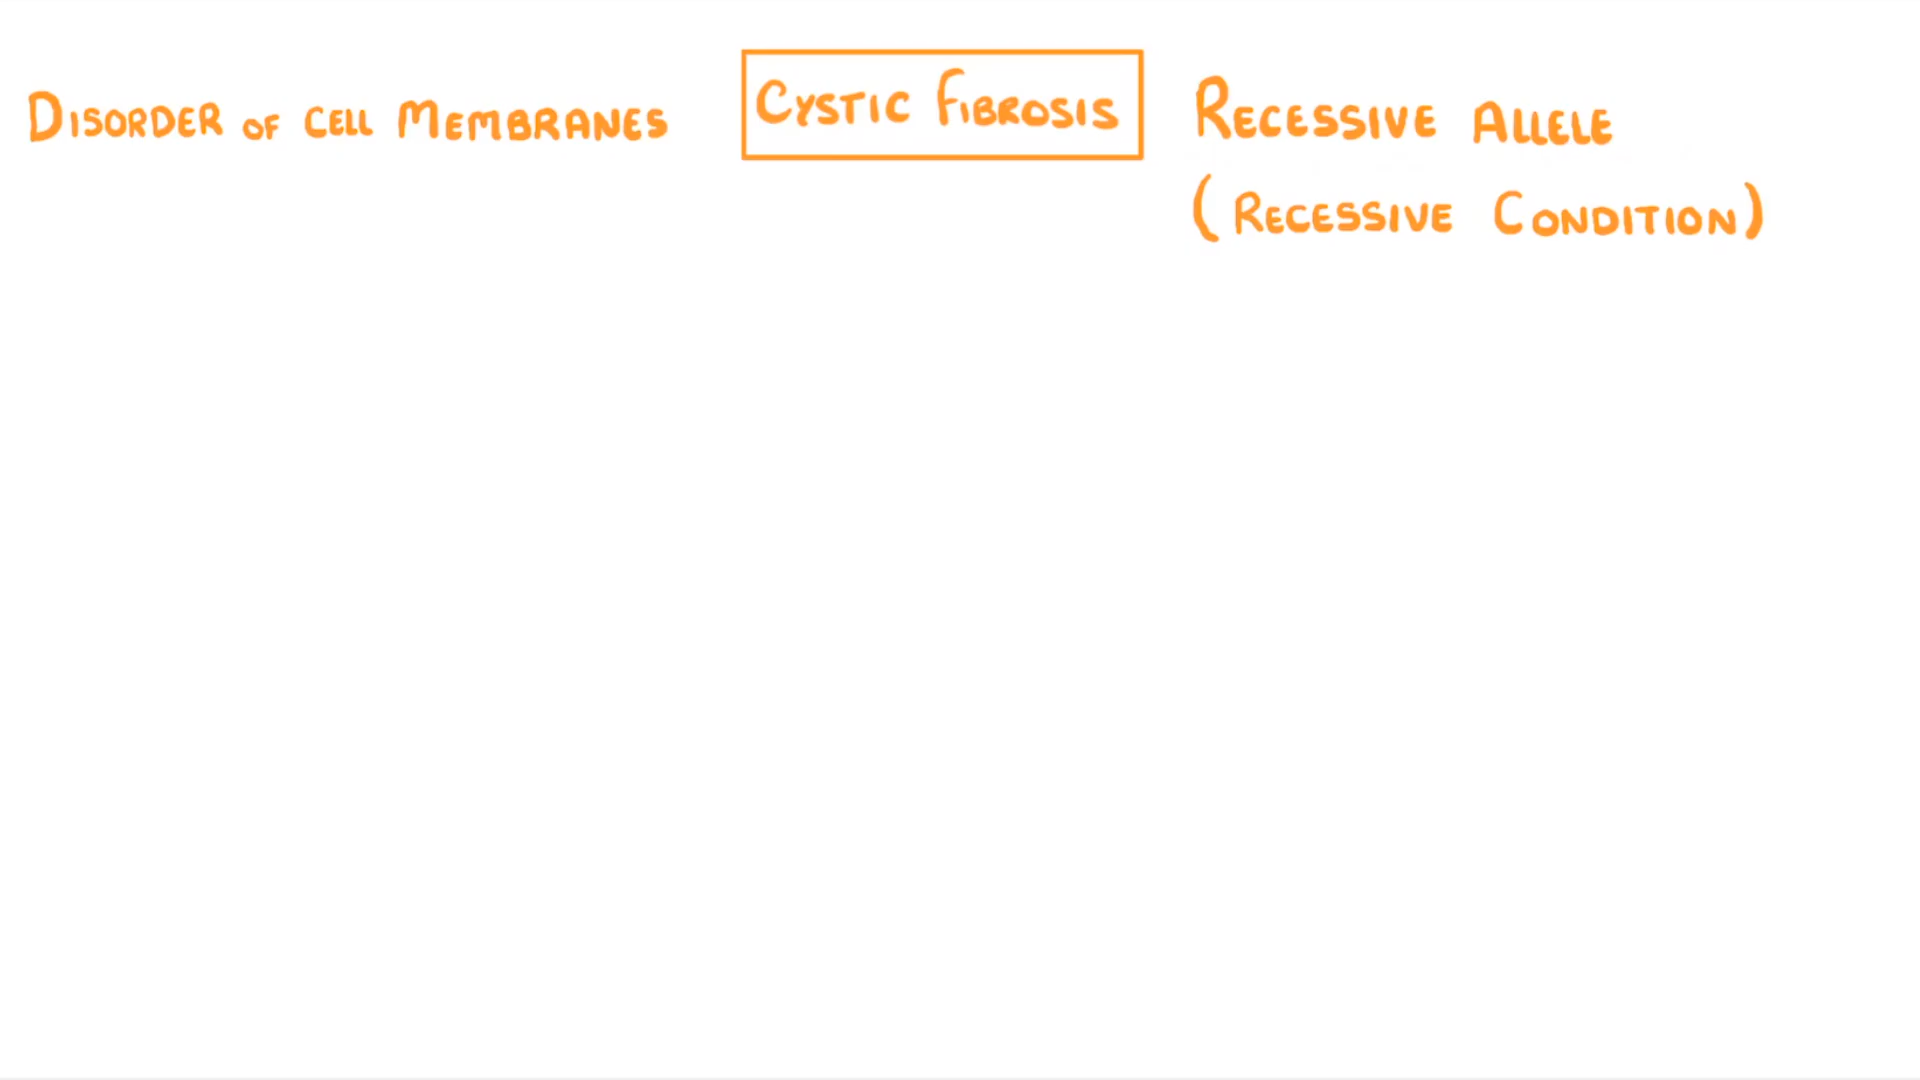 Disorder of Cell Membranes
Cystic Fibrosis
Recessive Allele
(Recessive Condition)